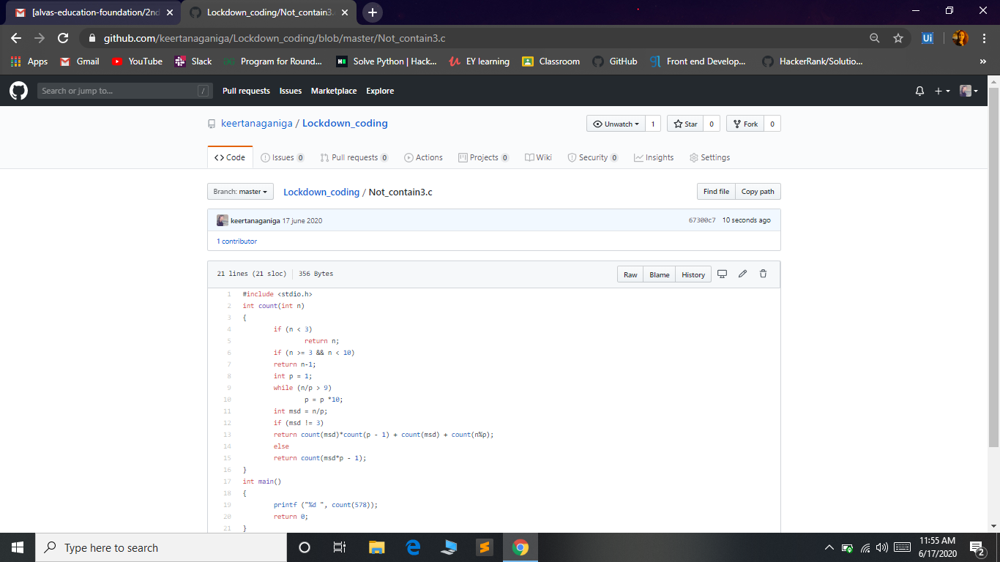 [alvas-education-foundation/2nd
Lockdown_coding/Not_contain3.c
github.com/keertanaganiga/Lockdown_coding/blob/master/Not_contain3.c
Apps Gmail YouTube Slack Program for Round... Solve Python | Hack... EY learning Classroom GitHub Front end Develop... HackerRank/Solutio... »
Search or jump to... / Pull requests Issues Marketplace Explore
keertanaganiga / Lockdown_coding
Unwatch 1 Star 0 Fork 0
Code Issues 0 Pull requests 0 Actions Projects 0 Wiki Security 0 Insights Settings
Branch: master Lockdown_coding / Not_contain3.c Find file Copy path
keertanaganiga 17 june 2020 67300c7 10 seconds ago
1 contributor
21 lines (21 sloc) 356 Bytes Raw Blame History
1 #include <stdio.h>
2 int count(int n)
3 {
4 if (n < 3)
5 return n;
6 if (n >= 3 && n < 10)
7 return n-1;
8 int p = 1;
9 while (n/p > 9)
10 p = p *10;
11 int msd = n/p;
12 if (msd != 3)
13 return count(msd)*count(p - 1) + count(msd) + count(n%p);
14 else
15 return count(msd*p - 1);
16 }
17 int main()
18 {
19 printf ("%d ", count(578));
20 return 0;
21 }
Type here to search
11:55 AM
6/17/2020
2